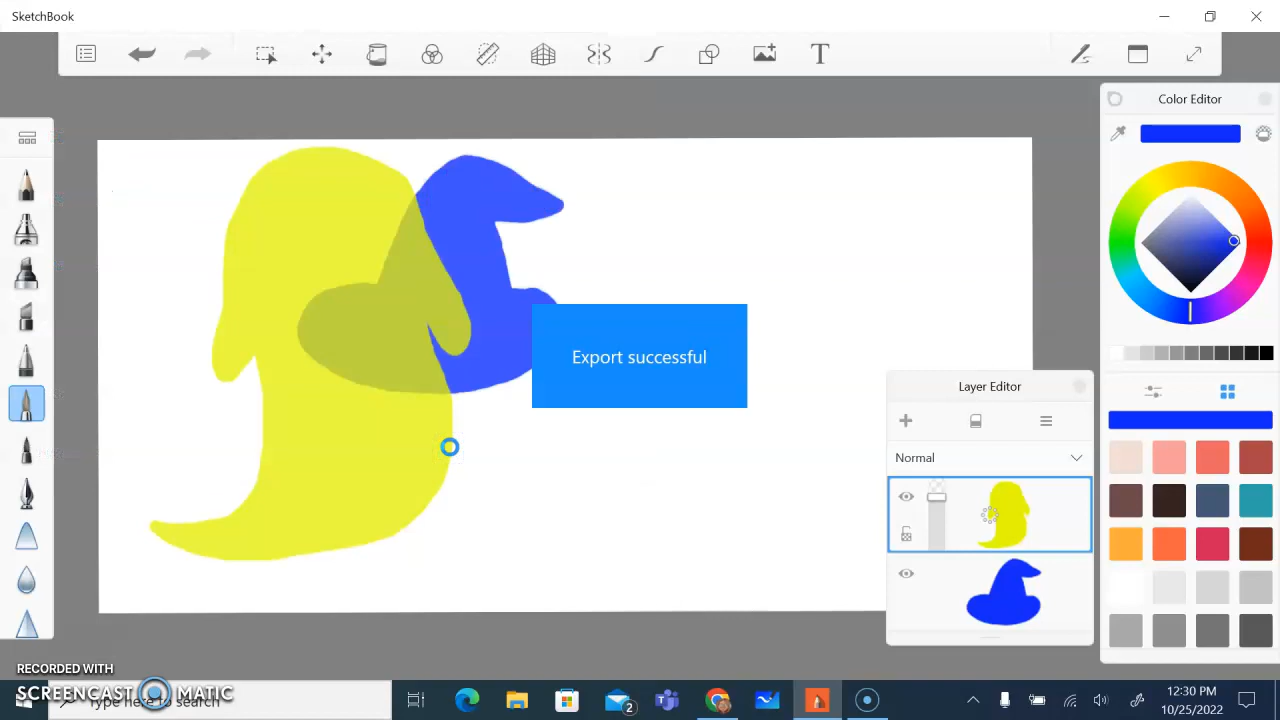 SketchBook
T
Color Editor
Export successful
Layer Editor
Normal
RECORDED WITH
SCREENCAST MATIC
Type here to search
2
12:30 PM
10/25/2022